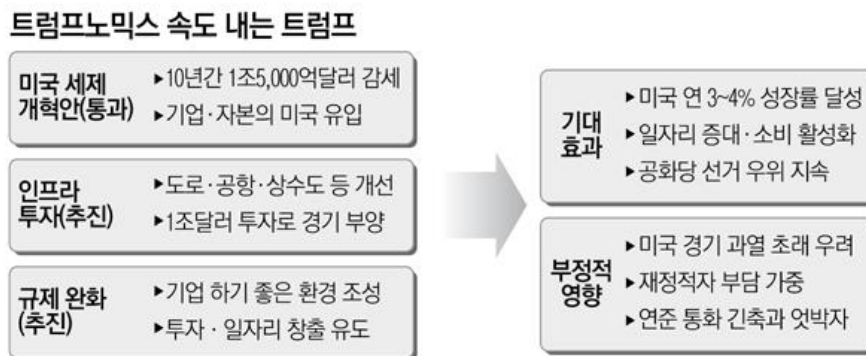 트럼프노믹스 속도 내는 트럼프
미국 세제
개혁안(통과)
▶10년간 1조5,000억달러 감세
▶기업·자본의 미국 유입
인프라
투자(추진)
▶도로·공항·상수도 등 개선
▶1조달러 투자로 경기 부양
규제 완화
(추진)
▶기업 하기 좋은 환경 조성
▶투자·일자리 창출 유도
기대
효과
▶미국 연 3~4% 성장률 달성
▶일자리 증대·소비 활성화
▶공화당 선거 우위 지속
부정적
영향
▶미국 경기 과열 초래 우려
▶재정적자 부담 가중
▶연준 통화 긴축과 엇박자